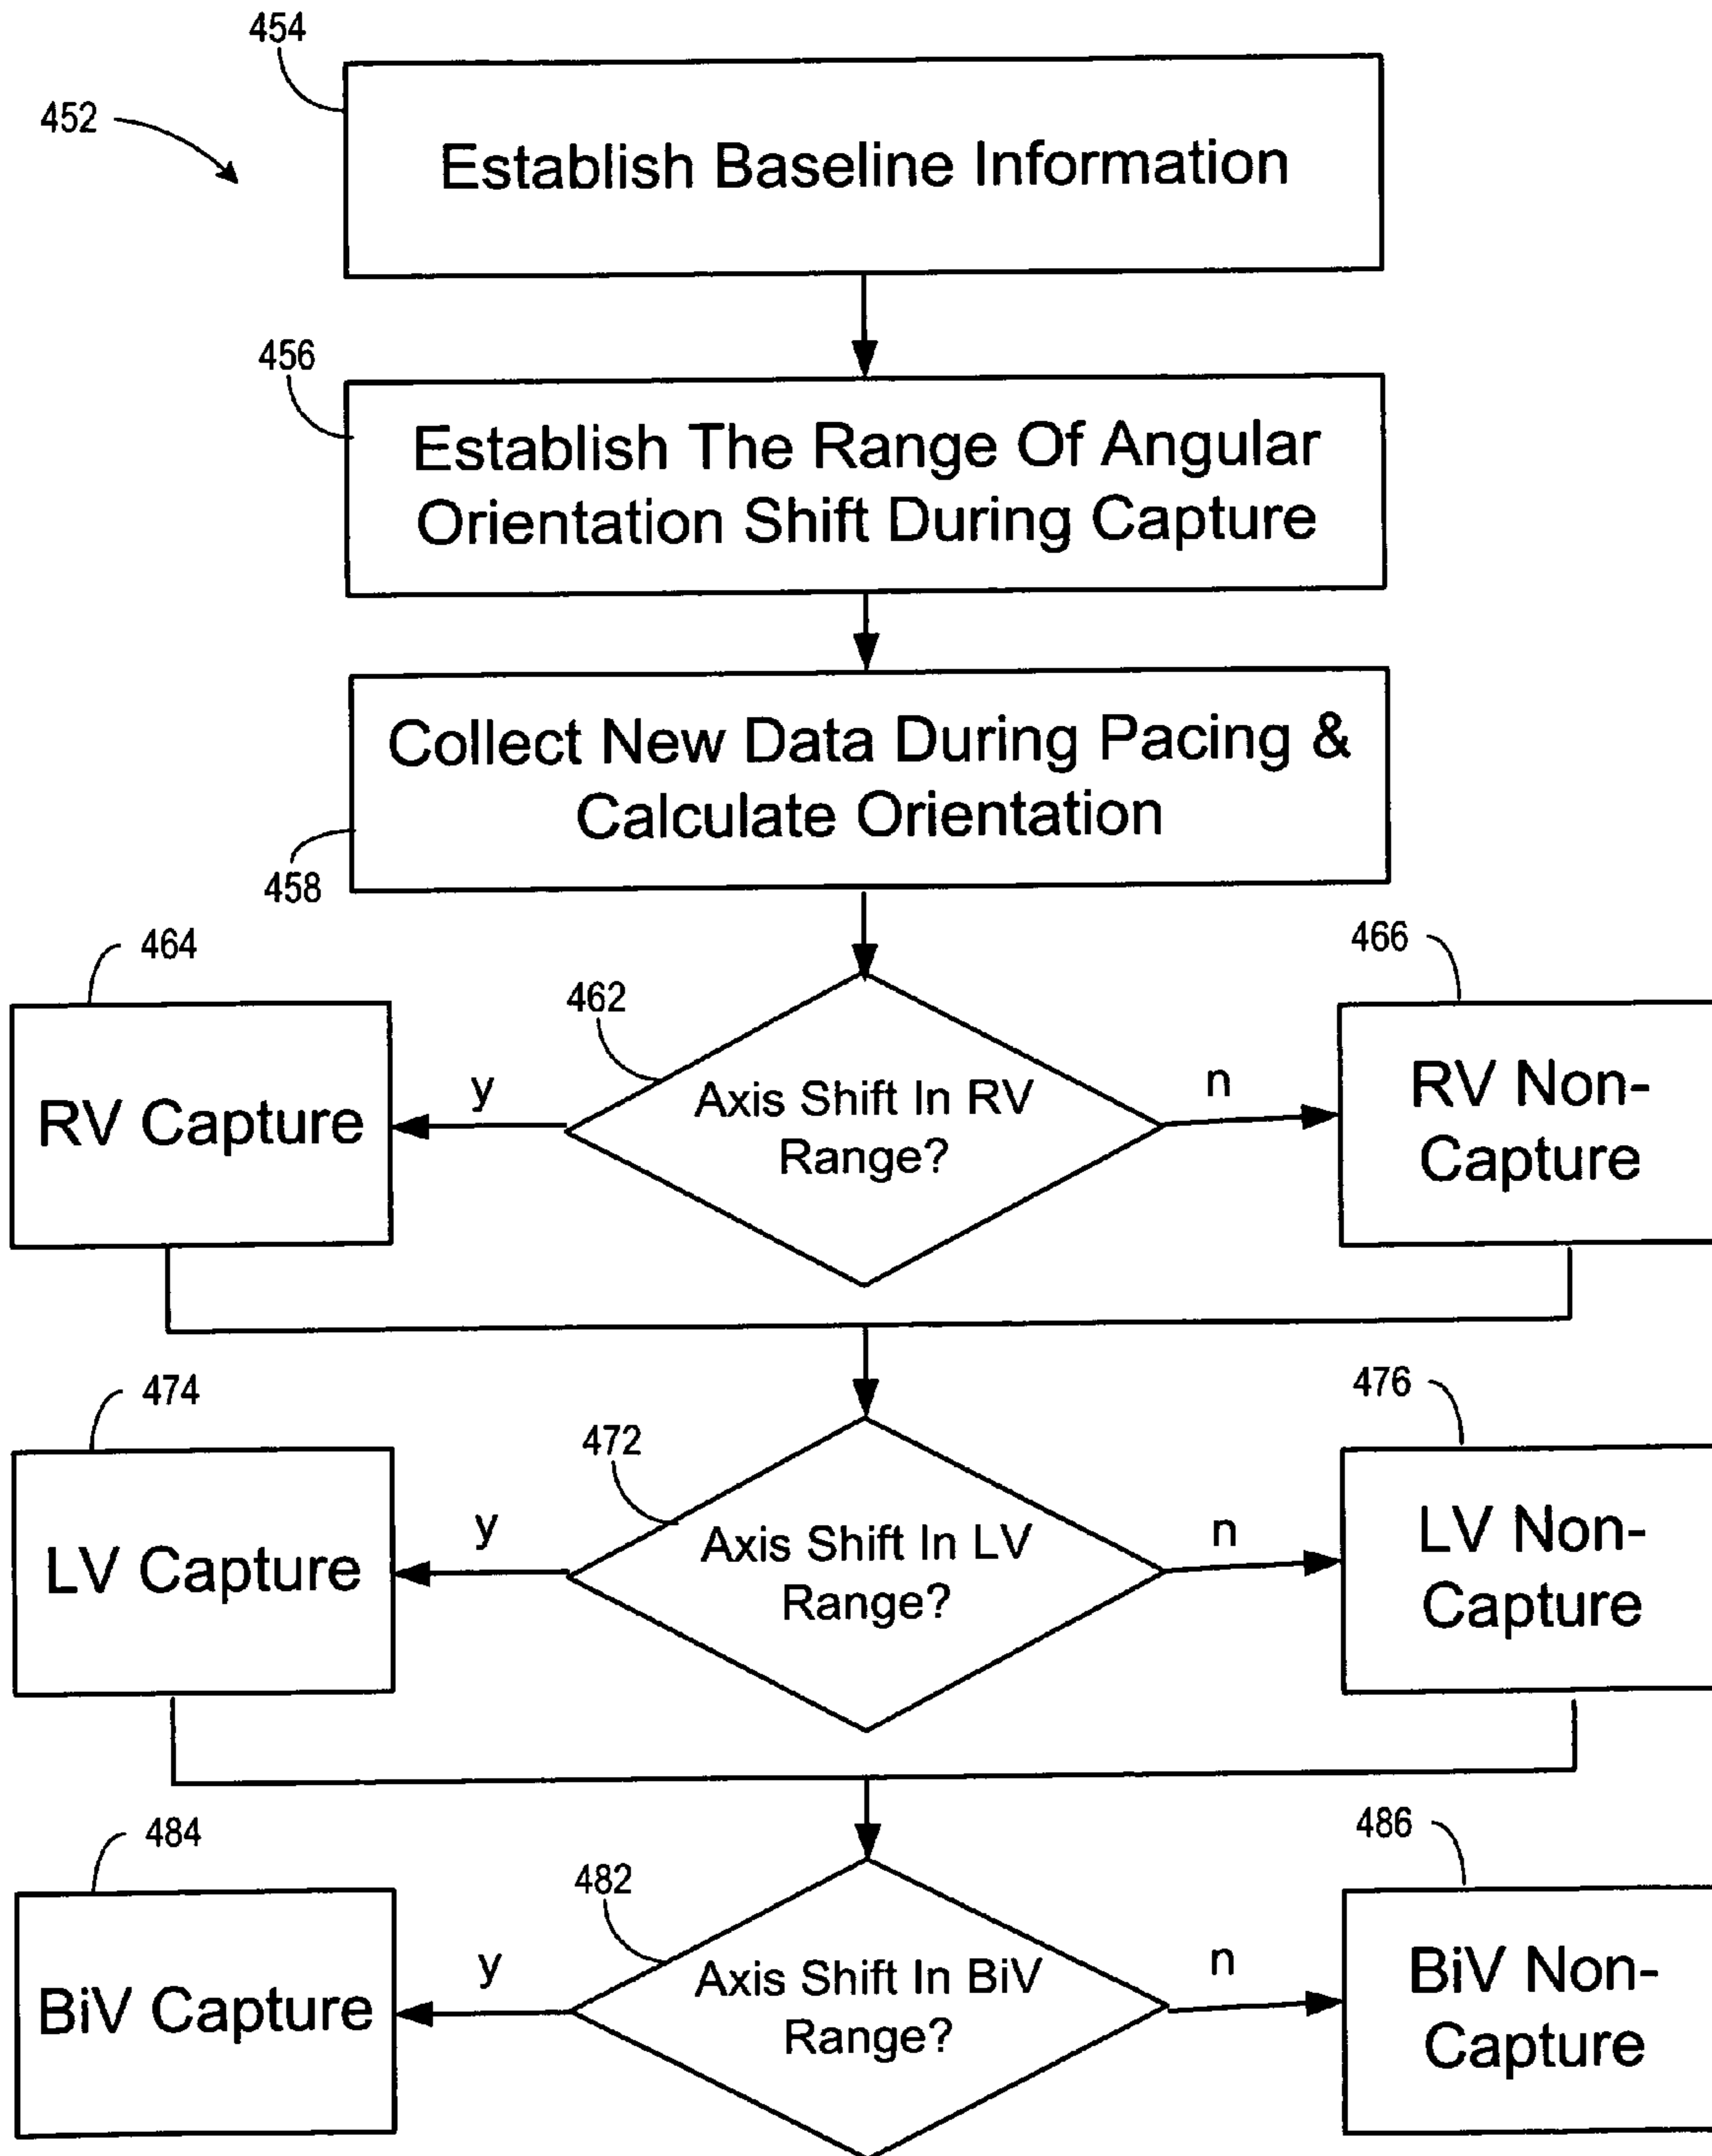 454
452
Establish Baseline Information
456
Establish The Range Of Angular
Orientation Shift During Capture
Collect New Data During Pacing &
Calculate Orientation
458
464
466
462
RV Capture
y
Axis Shift In RV
Range?
n
RV Non-
Capture
474
476
472
LV Capture
y
Axis Shift In LV
Range?
n
LV Non-
Capture
484
486
482
BiV Capture
y
Axis Shift In BiV
Range?
n
BiV Non-
Capture